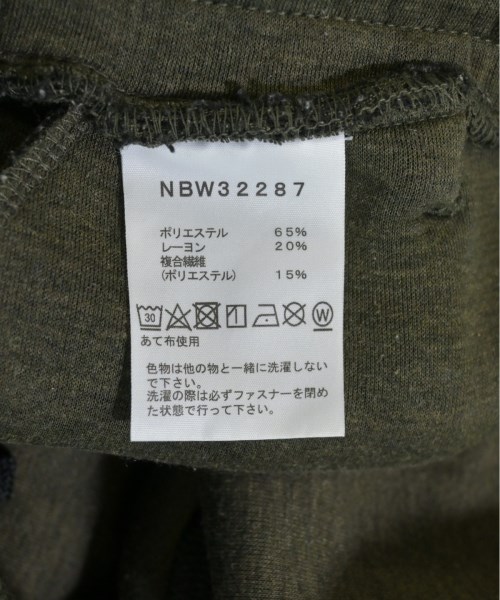 NBW32287
ポリエステル 65%
レーヨン 20%
複合繊維
(ポリエステル) 15%
30 W
あて布使用
色物は他の物と一緒に洗濯しない
で下さい。
洗濯の際は必ずファスナーを閉め
た状態で行って下さい。